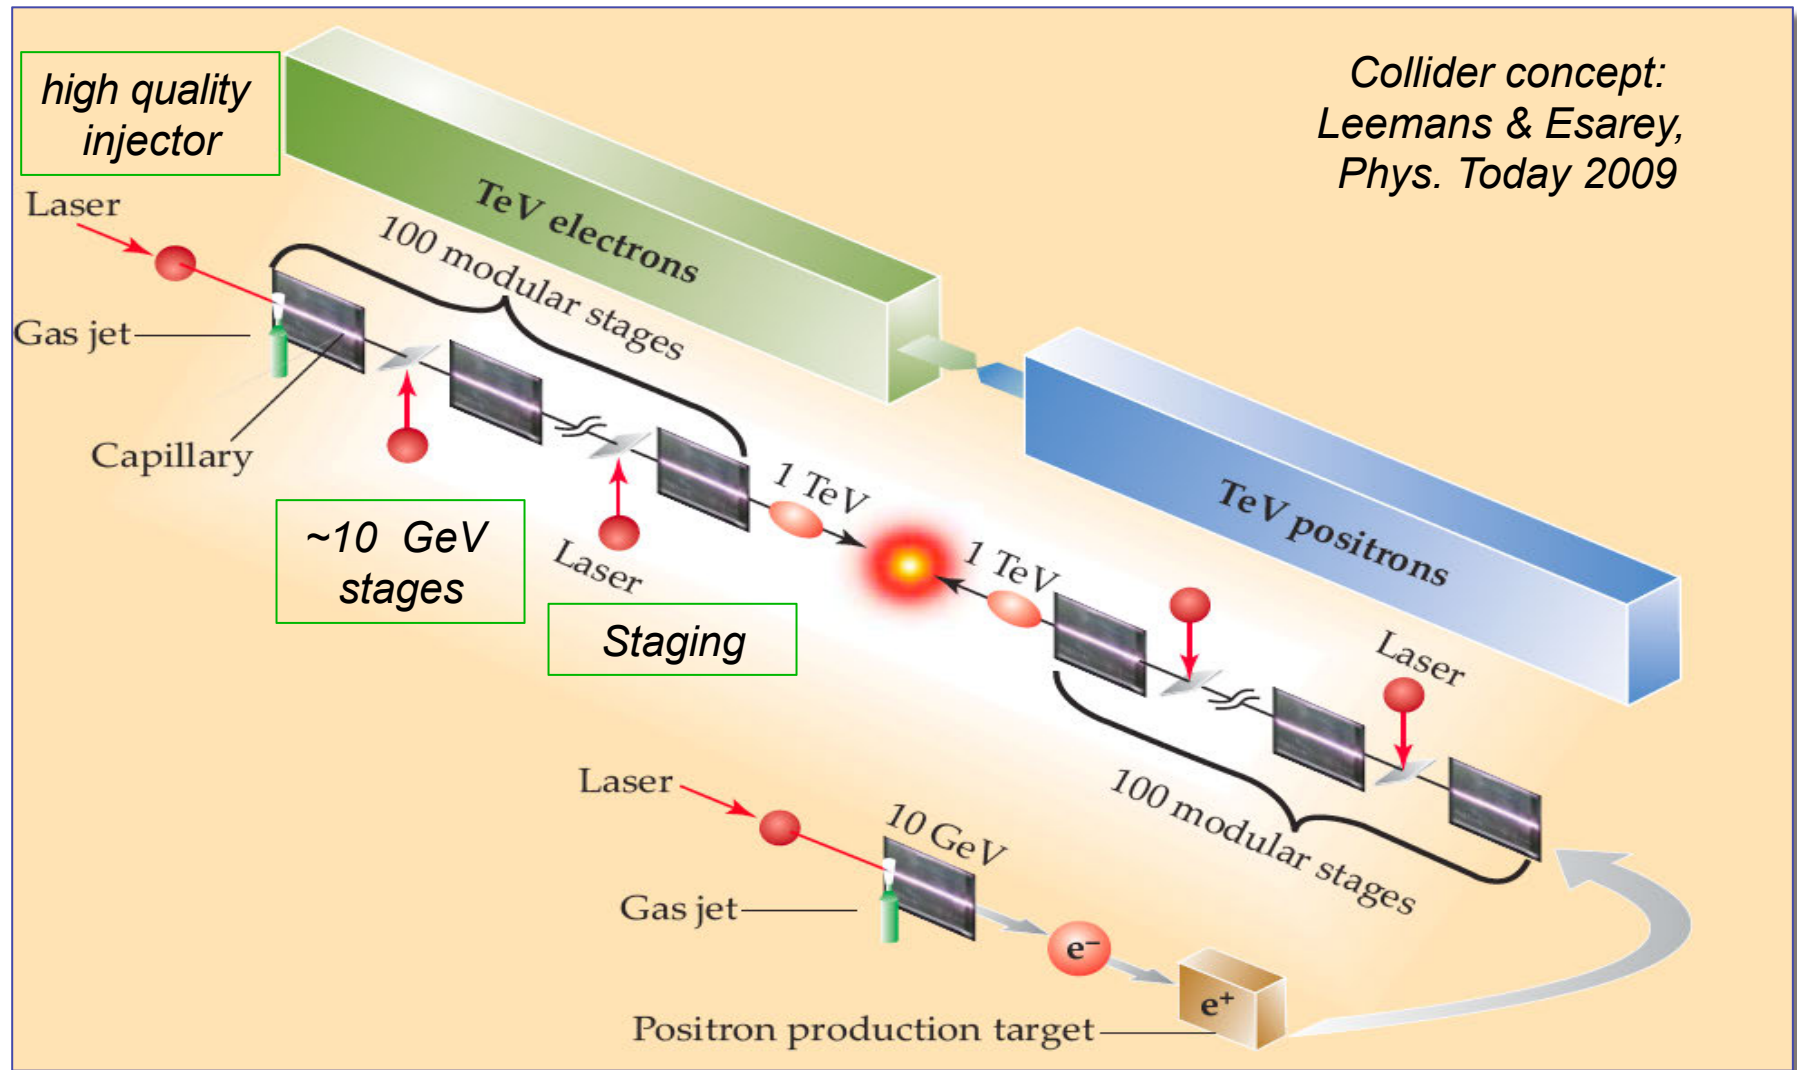 high quality
injector
Collider concept:
Leemans & Esarey,
Phys. Today 2009
TeV electrons
Laser
100 modular stages
Gas jet
Capillary
1 TeV
TeV positrons
~10 GeV
stages
Laser
1 TeV
Staging
Laser
Laser
10 GeV
100 modular stages
Gas jet
e⁻
e⁺
Positron production target